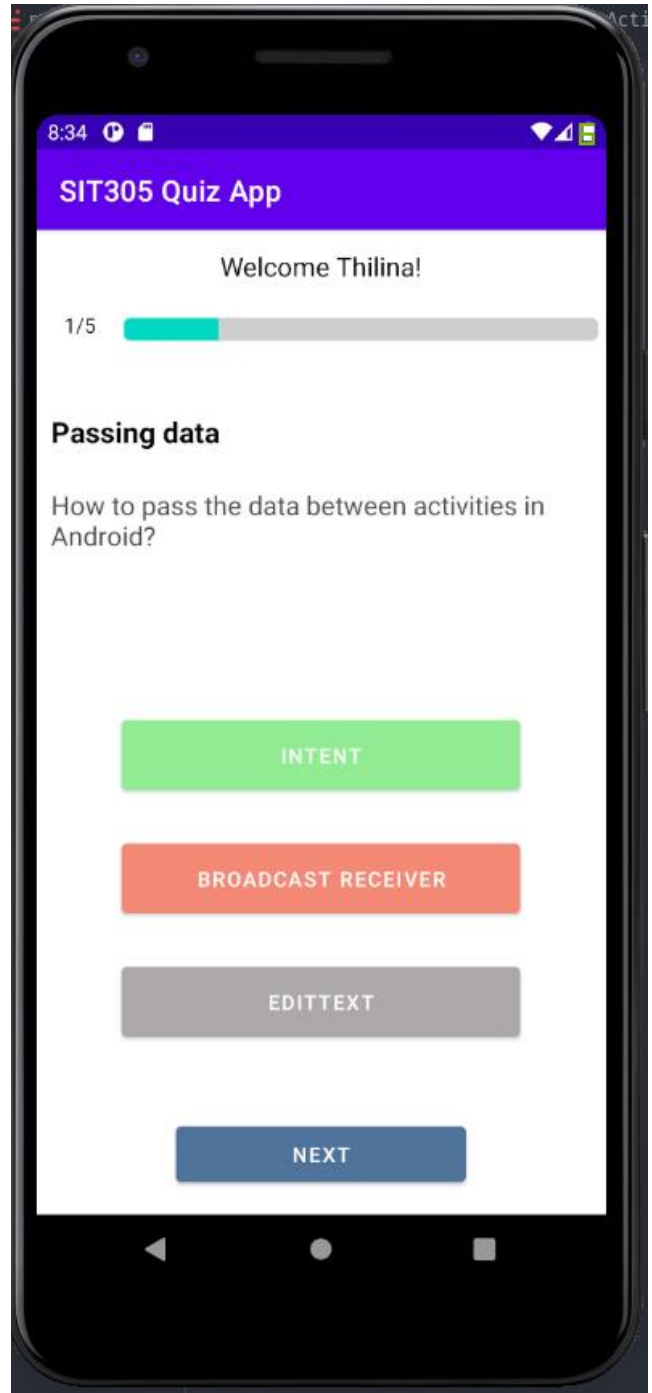 8:34
SIT305 Quiz App
Welcome Thilina!
1/5
Passing data
How to pass the data between activities in
Android?
INTENT
BROADCAST RECEIVER
EDITTEXT
NEXT